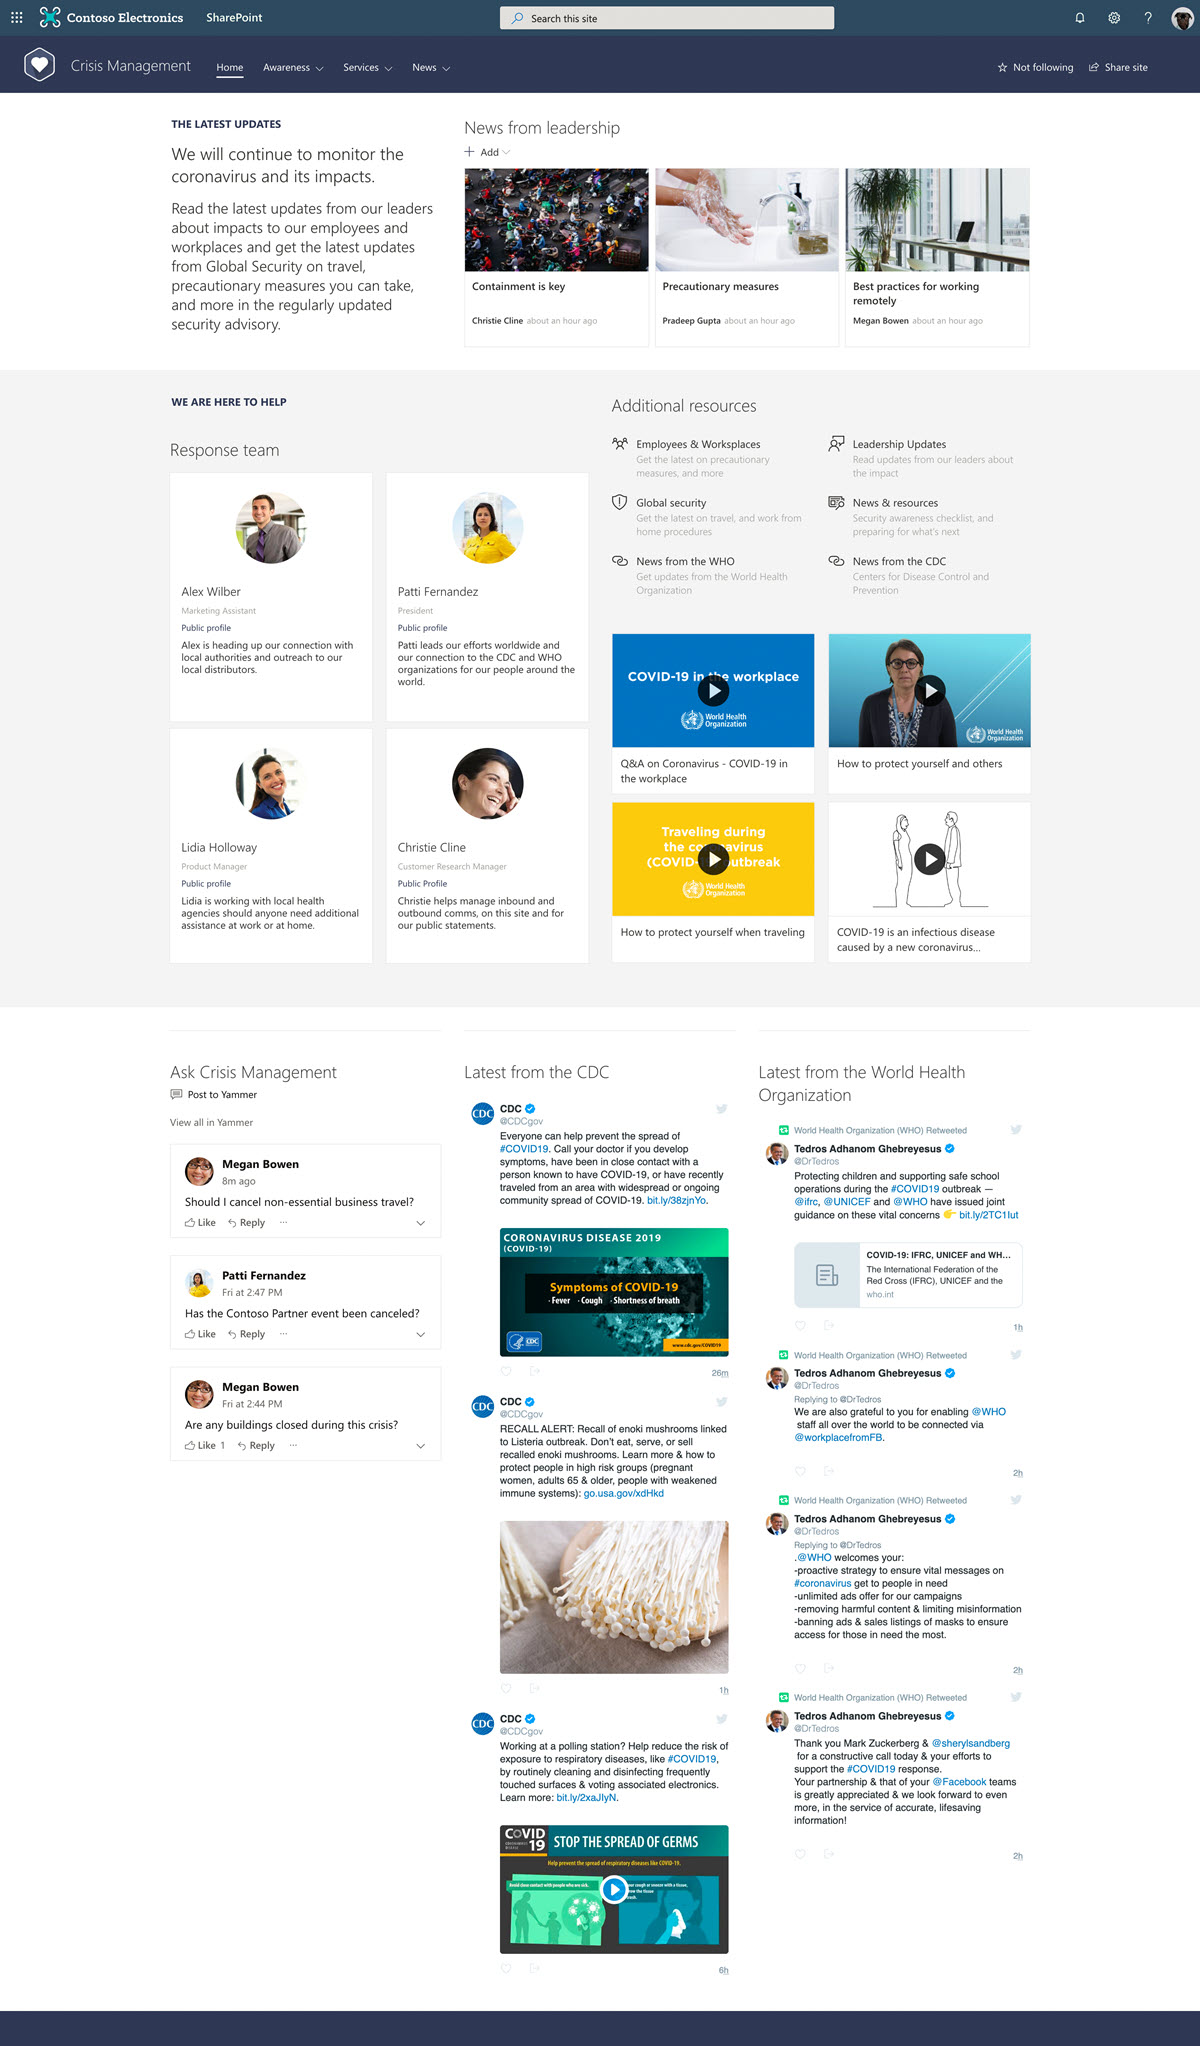 Contoso Electronics
SharePoint
Search this site
?
Crisis Management
Home
Awareness
Services
News
Not following
Share site
THE LATEST UPDATES
We will continue to monitor the
coronavirus and its impacts.
Read the latest updates from our leaders
about impacts to our employees and
workplaces and get the latest updates
from Global Security on travel,
precautionary measures you can take,
and more in the regularly updated
security advisory.
News from leadership
+ Add
Containment is key
Christie Cline about an hour ago
Precautionary measures
Pradeep Gupta about an hour ago
Best practices for working
remotely
Megan Bowen about an hour ago
WE ARE HERE TO HELP
Response team
Alex Wilber
Marketing Assistant
Public profile
Alex is heading up our connection with
local authorities and outreach to our
local distributors.
Patti Fernandez
President
Public profile
Patti leads our efforts worldwide and
our connection to the CDC and WHO
organizations for our people around the
world.
Lidia Holloway
Product Manager
Public profile
Lidia is working with local health
agencies should anyone need additional
assistance at work or at home.
Christie Cline
Customer Research Manager
Public Profile
Christie helps manage inbound and
outbound comms, on this site and for
our public statements.
Additional resources
Employees & Worksplaces
Get the latest on precautionary
measures, and more
Leadership Updates
Read updates from our leaders about
the impact
Global security
Get the latest on travel, and work from
home procedures
News & resources
Security awareness checklist, and
preparing for what's next
News from the WHO
Get updates from the World Health
Organization
News from the CDC
Centers for Disease Control and
Prevention
COVID-19 in the workplace
World Health
Organization
Q&A on Coronavirus - COVID-19 in
the workplace
World Health
Organization
How to protect yourself and others
Traveling during
the coronavirus
(COVID- outbreak
World Health
Organization
How to protect yourself when traveling
COVID-19 is an infectious disease
caused by a new coronavirus...
Ask Crisis Management
Post to Yammer
View all in Yammer
Megan Bowen
8m ago
Should I cancel non-essential business travel?
Like Reply ...
Patti Fernandez
Fri at 2:47 PM
Has the Contoso Partner event been canceled?
Like Reply ...
Megan Bowen
Fri at 2:44 PM
Are any buildings closed during this crisis?
Like 1 Reply ...
Latest from the CDC
CDC
CDC
@CDCgov
Everyone can help prevent the spread of
#COVID19. Call your doctor if you develop
symptoms, have been in close contact with a
person known to have COVID-19, or have recently
traveled from an area with widespread or ongoing
community spread of COVID-19. bit.ly/38zjnYo.
CORONAVIRUS DISEASE 2019
(COVID-19)
Symptoms of COVID-19
· Fever · Cough · Shortness of breath
CDC
www.cdc.gov/COVID19
26m
CDC
CDC
@CDCgov
RECALL ALERT: Recall of enoki mushrooms linked
to Listeria outbreak. Don't eat, serve, or sell
recalled enoki mushrooms. Learn more & how to
protect people in high risk groups (pregnant
women, adults 65 & older, people with weakened
immune systems): go.usa.gov/xdHkd
1h
CDC
CDC
@CDCgov
Working at a polling station? Help reduce the risk of
exposure to respiratory diseases, like #COVID19,
by routinely cleaning and disinfecting frequently
touched surfaces & voting associated electronics.
Learn more: bit.ly/2xaJIyN.
COVID
19
STOP THE SPREAD OF GERMS
Help prevent the spread of respiratory diseases like COVID-19.
Avoid close contact with people who are sick.
your cough or sneeze with a tissue,
the tissue
6h
Latest from the World Health
Organization
World Health Organization (WHO) Retweeted
Tedros Adhanom Ghebreyesus
@DrTedros
Protecting children and supporting safe school
operations during the #COVID19 outbreak —
@ifrc, @UNICEF and @WHO have issued joint
guidance on these vital concerns 👉 bit.ly/2TC1Iut
COVID-19: IFRC, UNICEF and WH...
The International Federation of the
Red Cross (IFRC), UNICEF and the
who.int
1h
World Health Organization (WHO) Retweeted
Tedros Adhanom Ghebreyesus
@DrTedros
Replying to @DrTedros
We are also grateful to you for enabling @WHO
staff all over the world to be connected via
@workplacefromFB.
2h
World Health Organization (WHO) Retweeted
Tedros Adhanom Ghebreyesus
@DrTedros
Replying to @DrTedros
.@WHO welcomes your:
-proactive strategy to ensure vital messages on
#coronavirus get to people in need
-unlimited ads offer for our campaigns
-removing harmful content & limiting misinformation
-banning ads & sales listings of masks to ensure
access for those in need the most.
2h
World Health Organization (WHO) Retweeted
Tedros Adhanom Ghebreyesus
@DrTedros
Thank you Mark Zuckerberg & @sherylsandberg
for a constructive call today & your efforts to
support the #COVID19 response.
Your partnership & that of your @Facebook teams
is greatly appreciated & we look forward to even
more, in the service of accurate, lifesaving
information!
2h